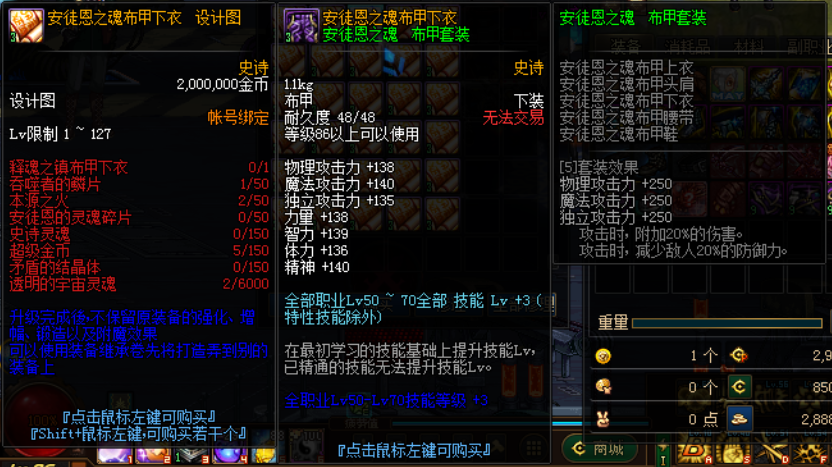 安徒恩之魂布甲下衣 设计图
3
史诗
2,000,000金币
设计图
帐号绑定
Lv限制 1 ~ 127
释魂之镇布甲下衣 0/1
吞噬者的鳞片 1/50
本源之火 2/50
安徒恩的灵魂碎片 0/50
史诗灵魂 0/150
超级金币 5/150
矛盾的结晶体 0/150
透明的宇宙灵魂 2/6000
升级完成後,不保留原装备的强化、增
幅、锻造以及附魔效果
可以使用装备继承卷先将打造弄到别的
装备上
『点击鼠标左键可购买』
『Shift+鼠标左键,可购买若干个』
安徒恩之魂布甲下衣
安徒恩之魂 布甲套装
3
史诗
1.1kg
布甲 下装
耐久度 48/48 无法交易
等级86以上可以使用
物理攻击力 +138
魔法攻击力 +140
独立攻击力 +135
力量 +138
智力 +139
体力 +136
精神 +140
全部职业Lv50 ~ 70全部 技能 Lv +3 (
特性技能除外)
在最初学习的技能基础上提升技能Lv,
已精通的技能无法提升技能Lv。
全职业Lv50-Lv70技能等级 +3
『点击鼠标左键可购买』
安徒恩之魂 布甲套装
装备 消耗品 材料 副职业
安徒恩之魂布甲上衣
安徒恩之魂布甲头肩
安徒恩之魂布甲下衣
安徒恩之魂布甲腰带
安徒恩之魂布甲鞋
[5]套装效果
物理攻击力 +250
魔法攻击力 +250
独立攻击力 +250
攻击时, 附加20%的伤害。
攻击时, 减少敌人20%的防御力。
重量
1 个 2,9
0 个 850
0 点 2,888
商城